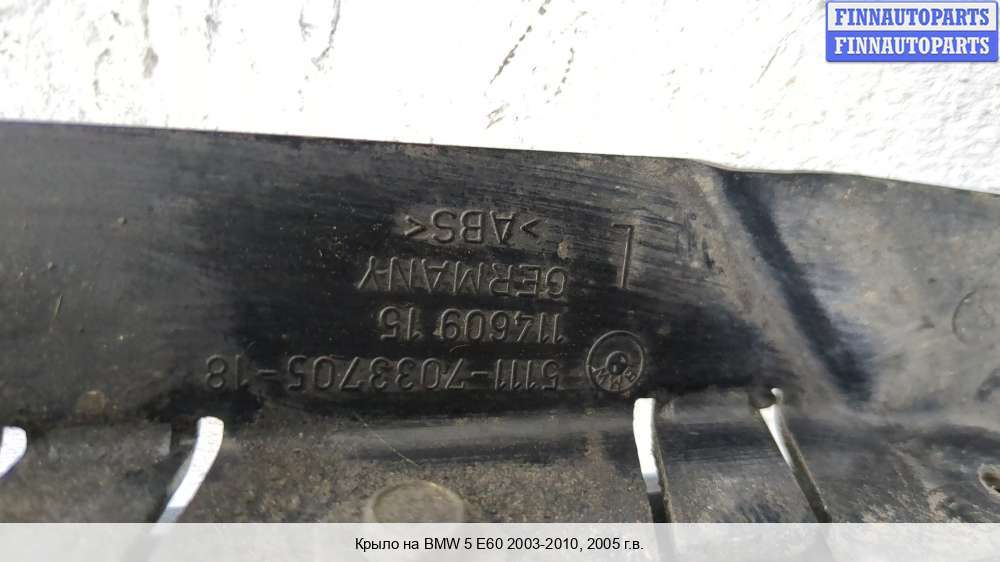 FINNAUTOPARTS
FINNAUTOPARTS
5111-7033705-18
114609 15
GERMANY
>ABS<
L
Крыло на BMW 5 E60 2003-2010, 2005 г.в.